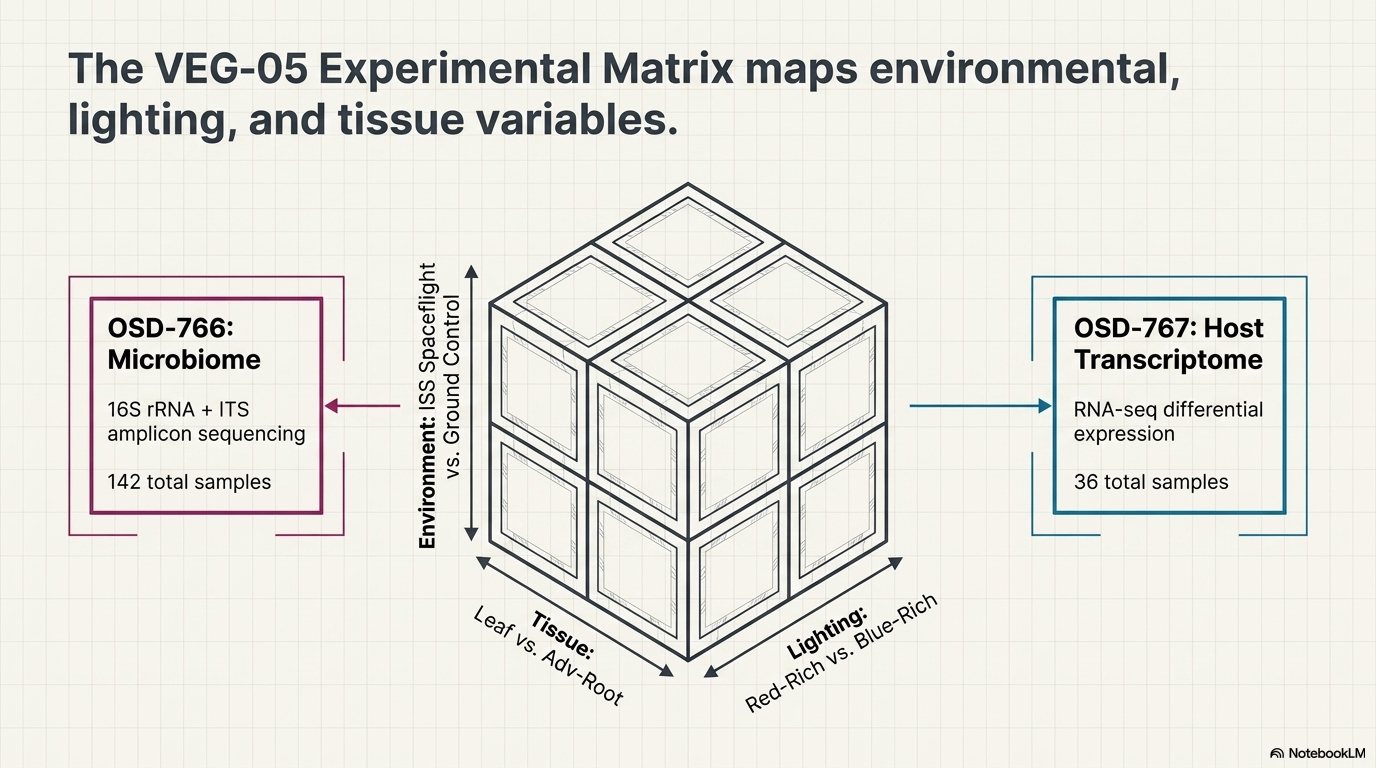 The VEG-05 Experimental Matrix maps environmental,
lighting, and tissue variables.
OSD-766:
Microbiome
16S rRNA + ITS
amplicon sequencing
142 total samples
Environment: ISS Spaceflight
vs. Ground Control
Tissue:
Leaf vs. Adv-Root
Lighting:
Red-Rich vs. Blue-Rich
OSD-767: Host
Transcriptome
RNA-seq differential
expression
36 total samples
NotebookLM